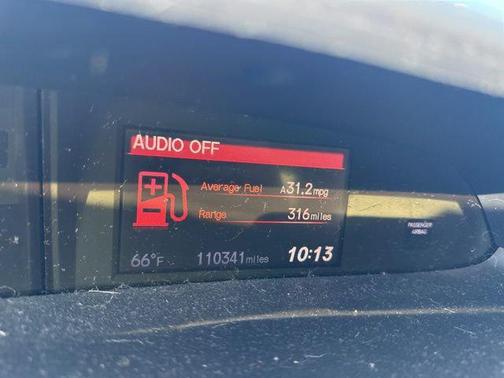 AUDIO OFF
Average Fuel A31.2mpg
Range 316miles
PASSENGER
AIRBAG
66°F 110341miles 10:13